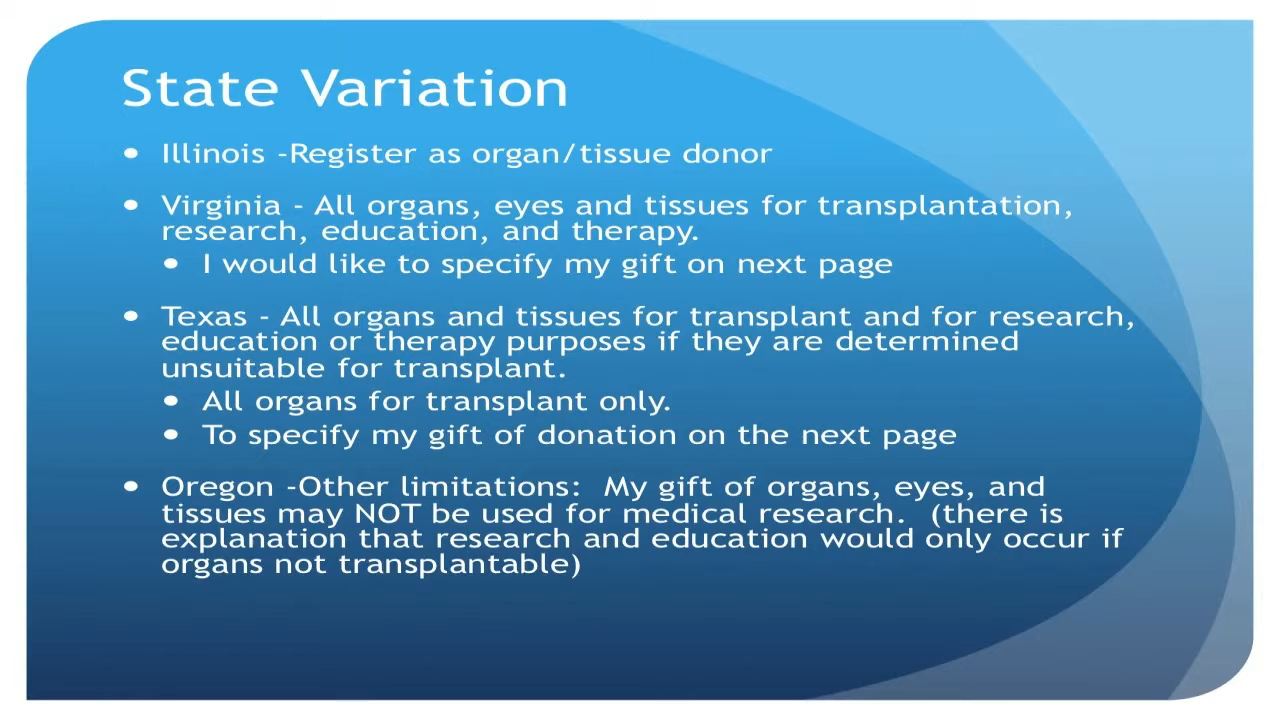 State Variation
• Illinois -Register as organ/tissue donor
• Virginia - All organs, eyes and tissues for transplantation,
research, education, and therapy.
• I would like to specify my gift on next page
• Texas - All organs and tissues for transplant and for research,
education or therapy purposes if they are determined
unsuitable for transplant.
• All organs for transplant only.
• To specify my gift of donation on the next page
• Oregon -Other limitations:  My gift of organs, eyes, and
tissues may NOT be used for medical research.  (there is
explanation that research and education would only occur if
organs not transplantable)